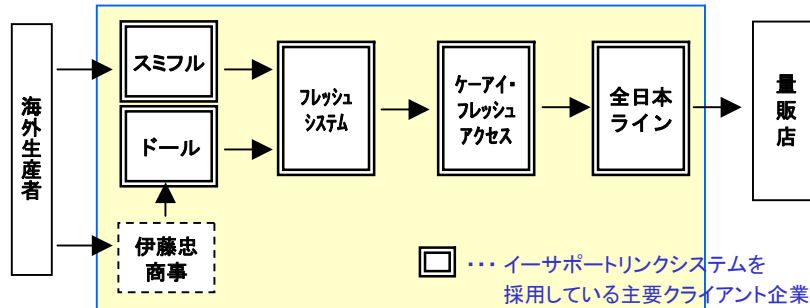 海外生産者
スミフル
ドール
伊藤忠
商事
フレッシュ
システム
ケーアイ・
フレッシュ
アクセス
全日本
ライン
量販店
・・・ イーサポートリンクシステムを
採用している主要クライアント企業